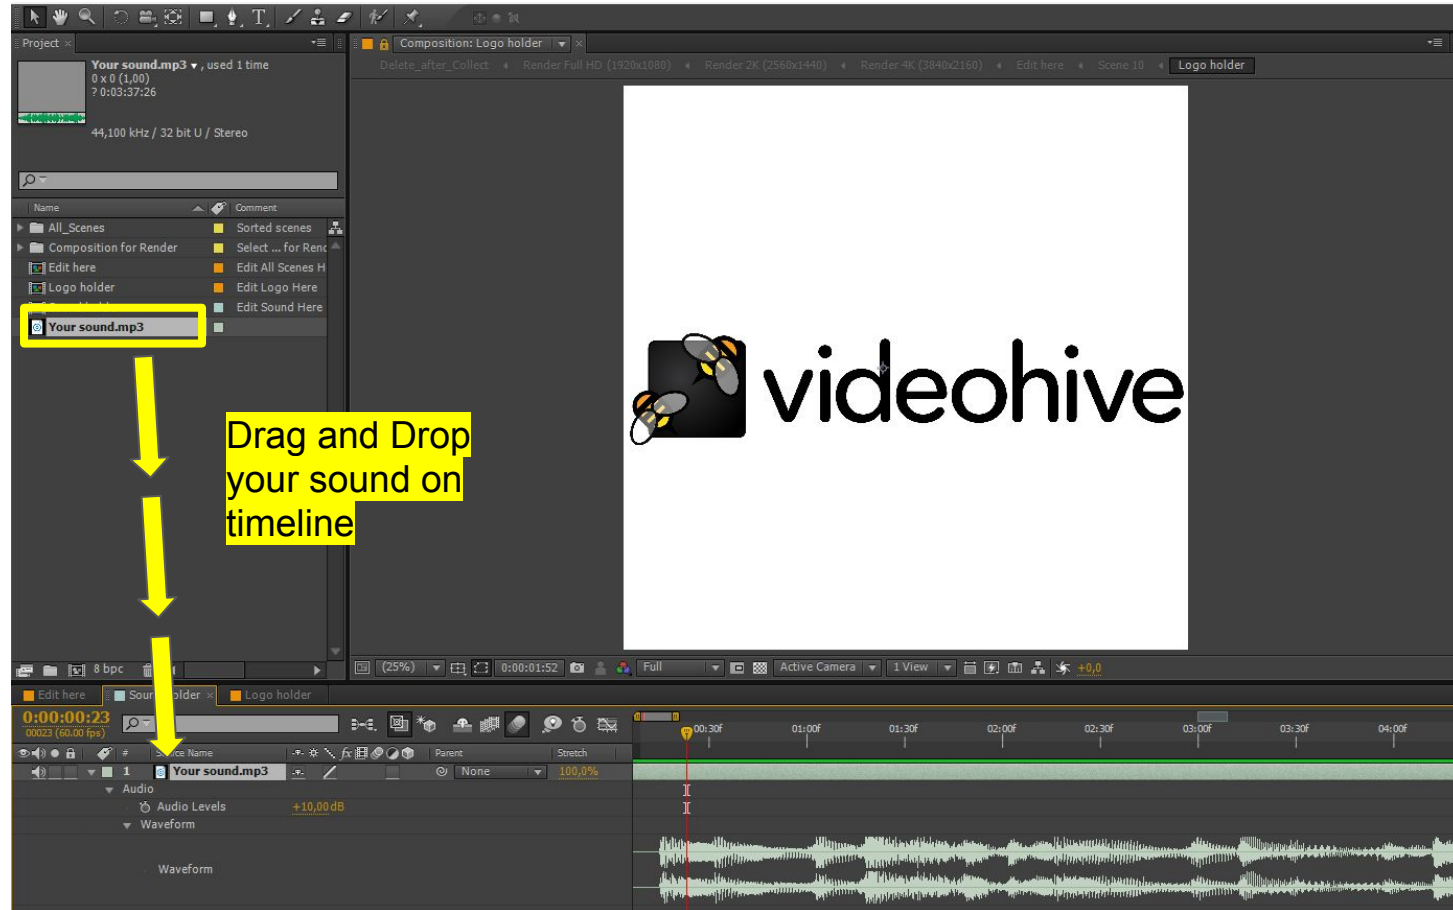 Project ×
Composition: Logo holder
Your sound.mp3 ▾ , used 1 time
0 x 0 (1,00)
? 0:03:37:26
44,100 kHz / 32 bit U / Stereo
Delete_after_Collect
Render Full HD (1920x1080)
Render 2K (2560x1440)
Render 4K (3840x2160)
Edit here
Scene 10
Logo holder
Name
Comment
All_Scenes
Sorted scenes
Composition for Render
Select ... for Renc
Edit here
Edit All Scenes H
Logo holder
Edit Logo Here
Edit Sound Here
Your sound.mp3
videohive
Drag and Drop
your sound on
timeline
8 bpc
(25%)
0:00:01:52
Full
Active Camera
1 View
+0,0
Edit here
Logo holder
0:00:00:23
00023 (60.00 fps)
00:30f
01:00f
01:30f
02:00f
02:30f
03:00f
03:30f
04:00f
#
Parent
Stretch
1
Your sound.mp3
None
100,0%
Audio
Audio Levels
+10,00 dB
Waveform
Waveform